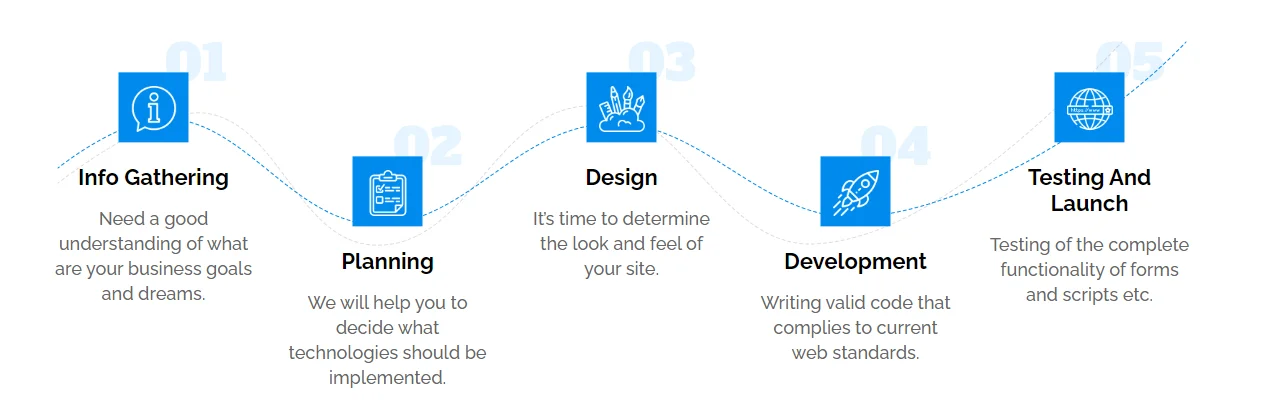 01
Info Gathering
Need a good
understanding of what
are your business goals
and dreams.
02
Planning
We will help you to
decide what
technologies should be
implemented.
03
Design
It's time to determine
the look and feel of
your site.
04
Development
Writing valid code that
complies to current
web standards.
05
https://www
Testing And
Launch
Testing of the complete
functionality of forms
and scripts etc.